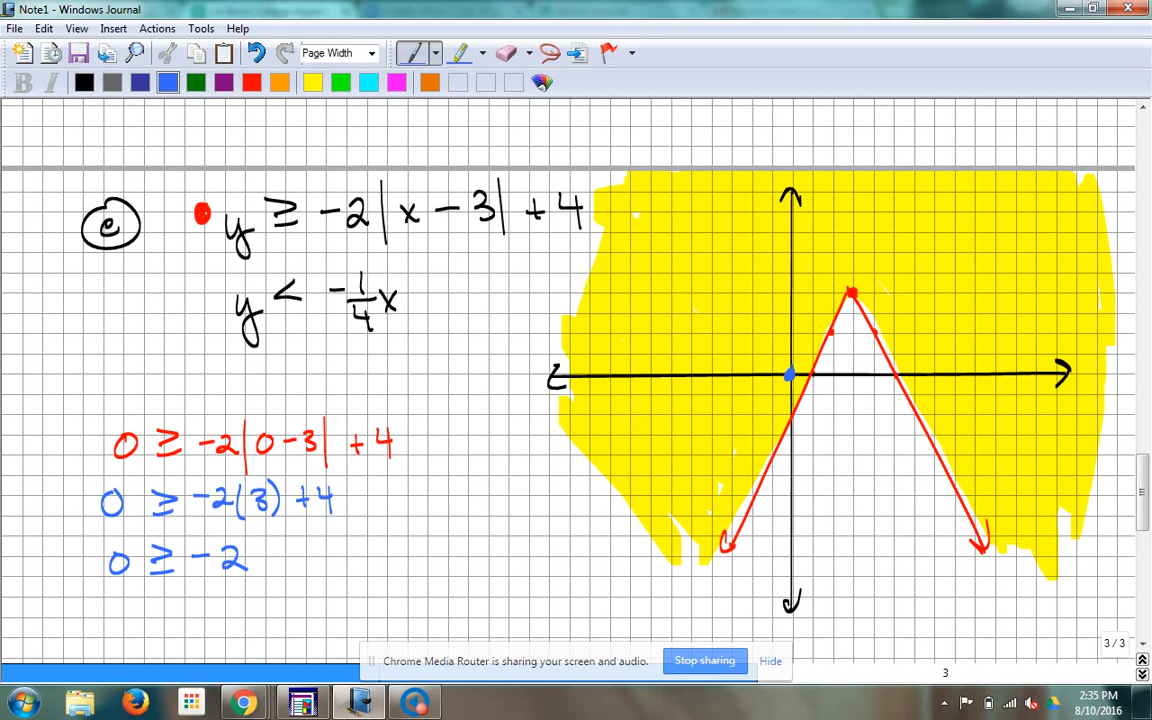 Note1 - Windows Journal
File Edit View Insert Actions Tools Help
Page Width
B I
e y ≥ -2|x - 3| + 4
y < -1/4 x
0 ≥ -2|0 - 3| + 4
0 ≥ -2(3) + 4
0 ≥ -2
3 / 3
Chrome Media Router is sharing your screen and audio. Stop sharing Hide
3
2:35 PM
8/10/2016